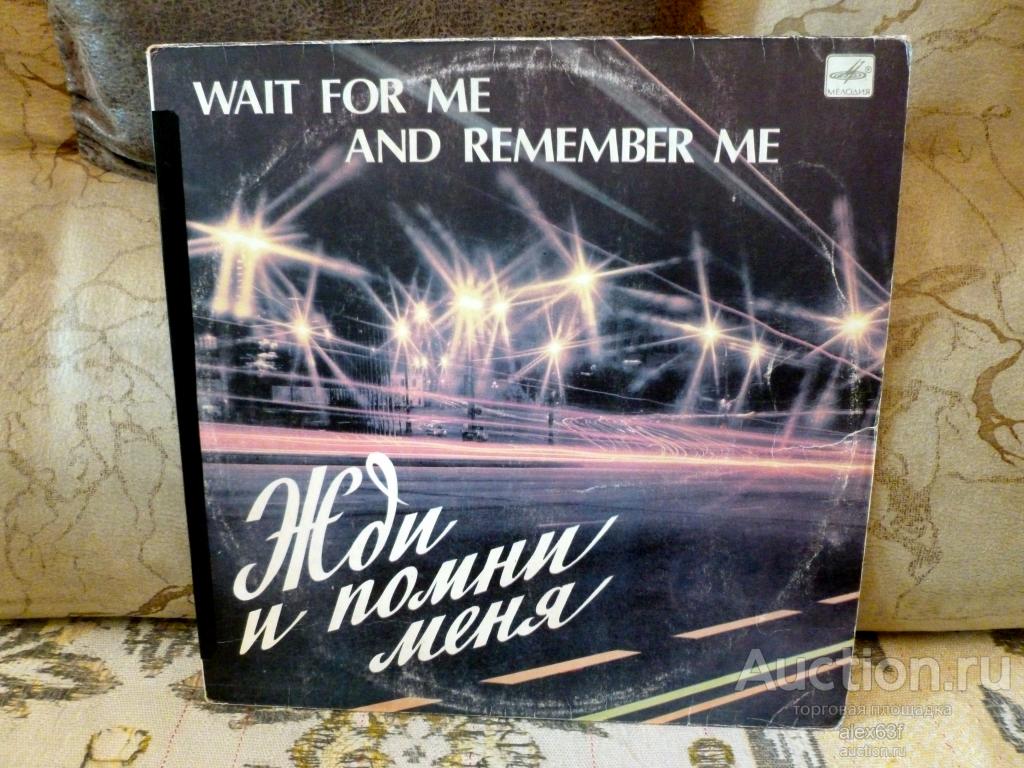 WAIT FOR ME
AND REMEMBER ME
МЕЛОДИЯ
Жди
и помни
меня
Auction.ru
торговая площадка
alex63f
auction.ru